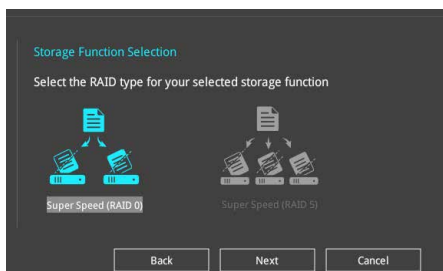 Storage Function Selection
Select the RAID type for your selected storage function
Super Speed (RAID 0)
Super Speed (RAID 5)
Back
Next
Cancel